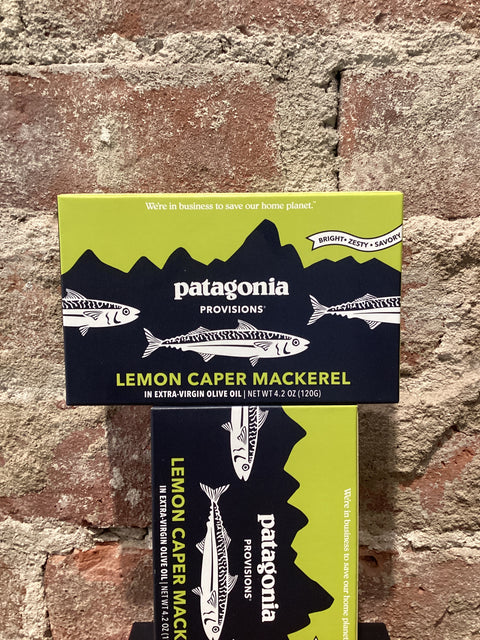 We're in business to save our home planet.™
BRIGHT • ZESTY • SAVORY
patagonia
PROVISIONS®
LEMON CAPER MACKEREL
IN EXTRA-VIRGIN OLIVE OIL | NET WT 4.2 OZ (120G)
We're in business to save our home planet
patagonia
PROVISIONS®
LEMON CAPER MACK
IN EXTRA-VIRGIN OLIVE OIL | NET WT 4.2 OZ (1